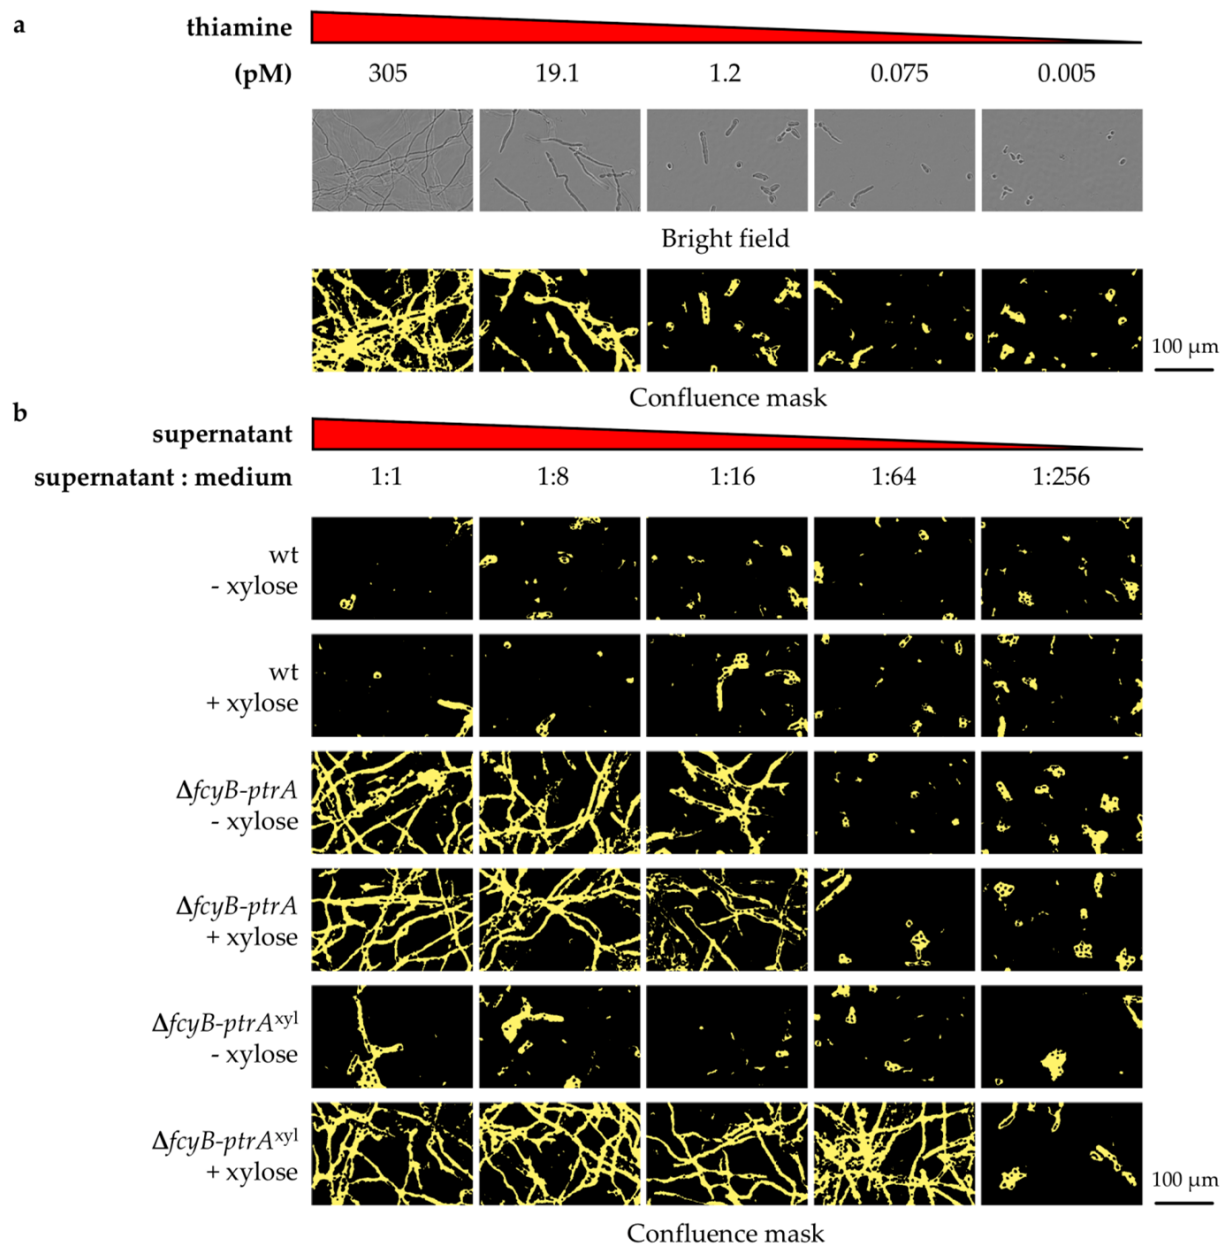 a
thiamine
(pM) 305 19.1 1.2 0.075 0.005
Bright field
100 µm
Confluence mask
b
supernatant
supernatant : medium 1:1 1:8 1:16 1:64 1:256
wt
- xylose
wt
+ xylose
ΔfcyB-ptrA
- xylose
ΔfcyB-ptrA
+ xylose
ΔfcyB-ptrAxyl
- xylose
ΔfcyB-ptrAxyl
+ xylose
100 µm
Confluence mask